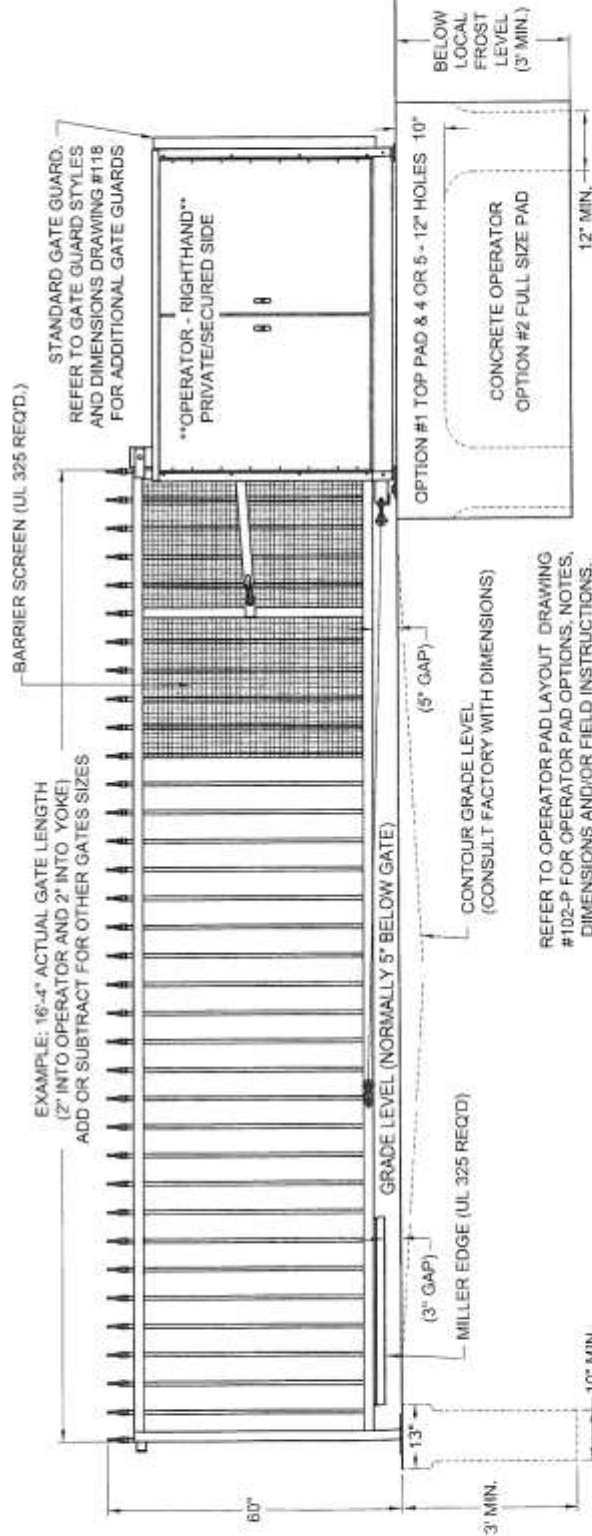 BARRIER SCREEN (UL 325 REQ'D.)
EXAMPLE: 16'-4" ACTUAL GATE LENGTH
(2" INTO OPERATOR AND 2" INTO YOKE)
ADD OR SUBTRACT FOR OTHER GATES SIZES
STANDARD GATE GUARD.
REFER TO GATE GUARD STYLES
AND DIMENSIONS DRAWING #118
FOR ADDITIONAL GATE GUARDS
**OPERATOR - RIGHTHAND**
PRIVATE/SECURED SIDE
BELOW
LOCAL
FROST
LEVEL
(3' MIN.)
60"
13"
3' MIN.
10" MIN.
GRADE LEVEL (NORMALLY 5" BELOW GATE)
(3" GAP)
MILLER EDGE (UL 325 REQ'D)
(5" GAP)
CONTOUR GRADE LEVEL
(CONSULT FACTORY WITH DIMENSIONS)
OPTION #1 TOP PAD & 4 OR 5 - 12" HOLES
10"
CONCRETE OPERATOR
OPTION #2 FULL SIZE PAD
12" MIN.
REFER TO OPERATOR PAD LAYOUT DRAWING
#102-P FOR OPERATOR PAD OPTIONS, NOTES,
DIMENSIONS AND/OR FIELD INSTRUCTIONS.